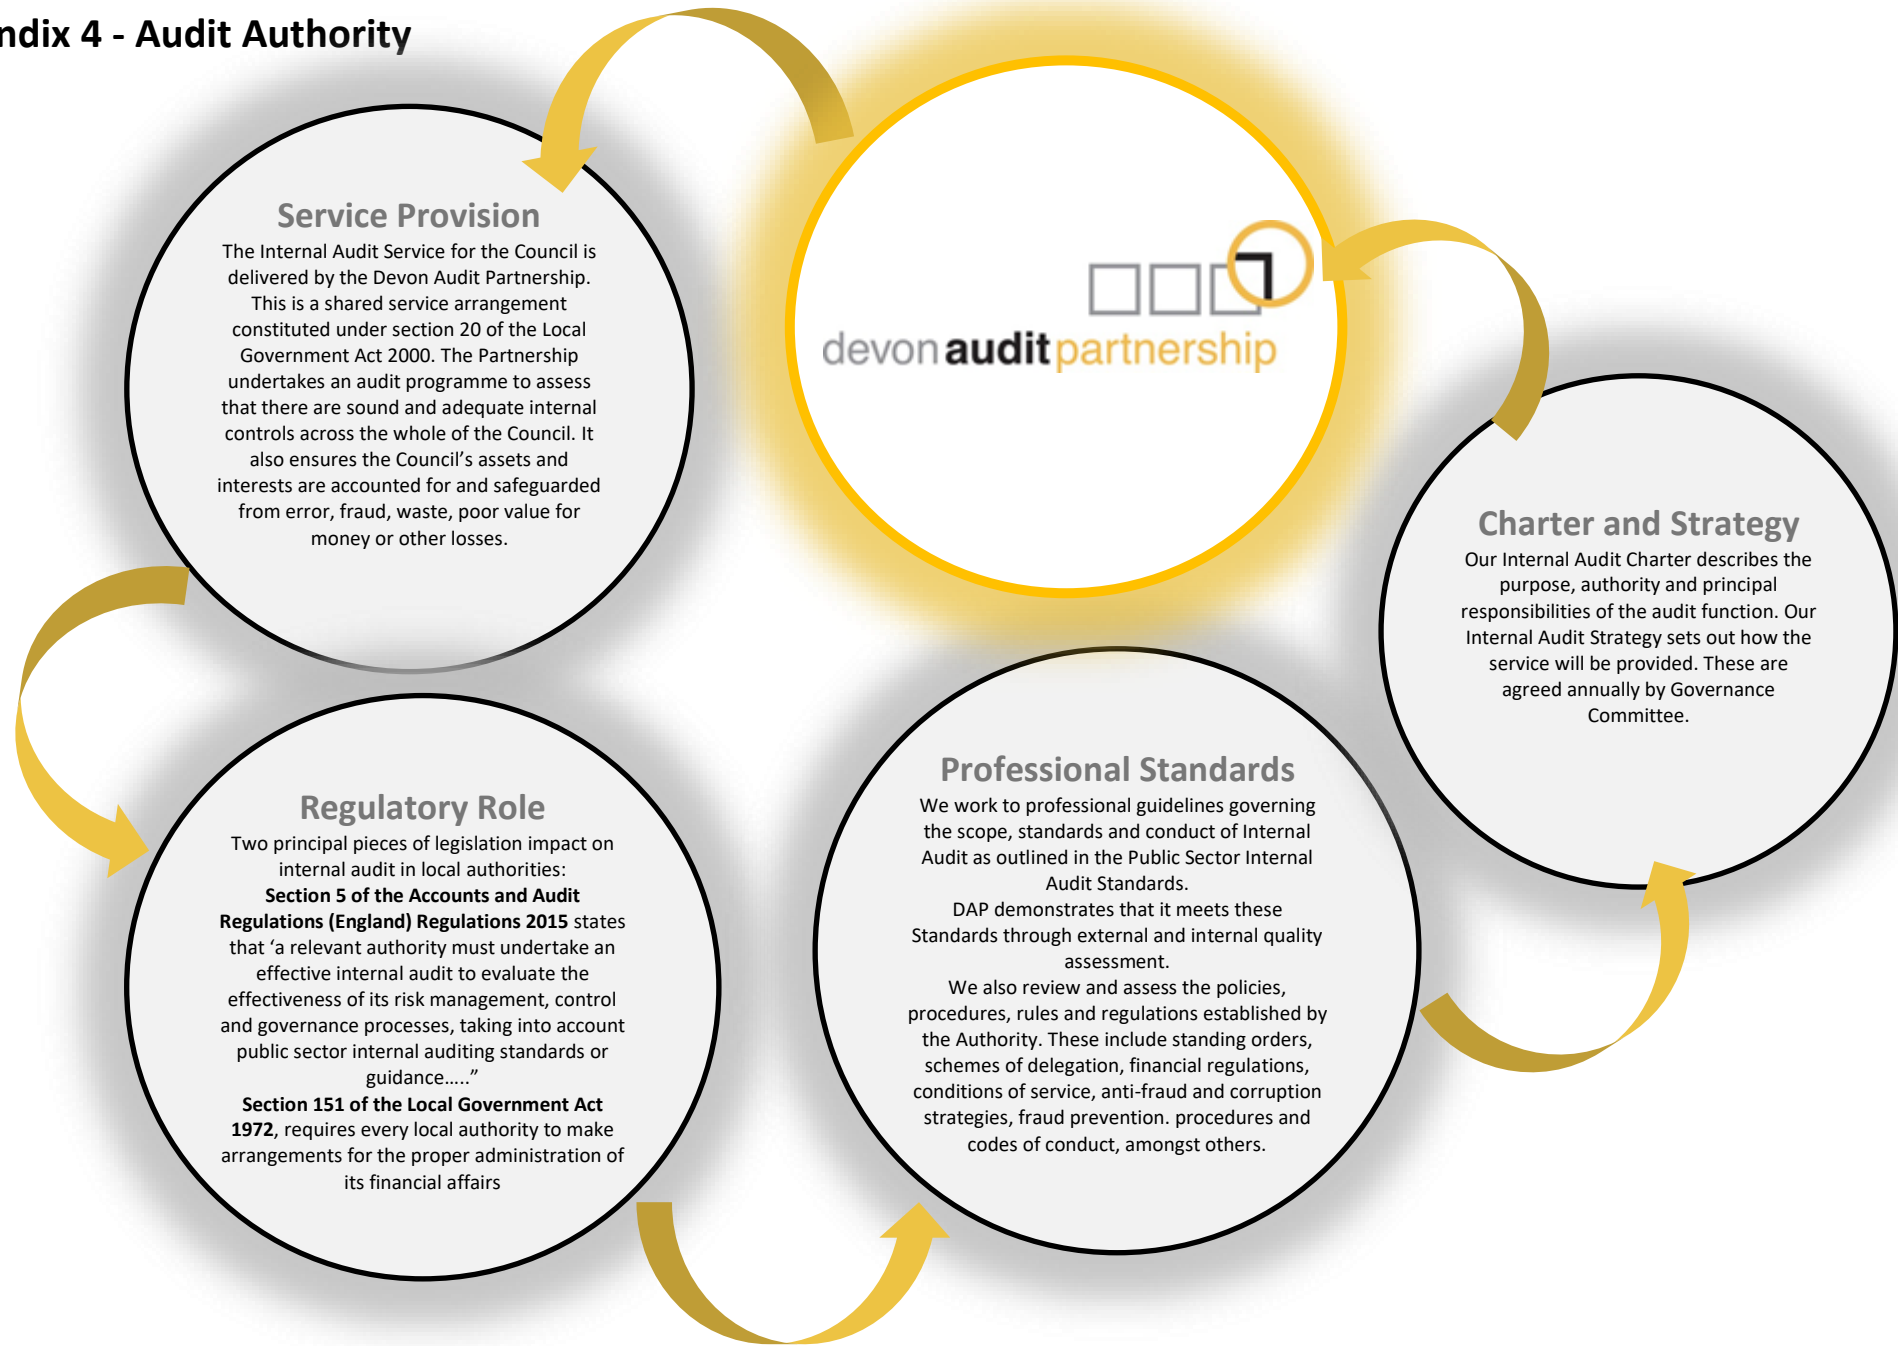 ndix 4 - Audit Authority
Service Provision
The Internal Audit Service for the Council is
delivered by the Devon Audit Partnership.
This is a shared service arrangement
constituted under section 20 of the Local
Government Act 2000. The Partnership
undertakes an audit programme to assess
that there are sound and adequate internal
controls across the whole of the Council. It
also ensures the Council’s assets and
interests are accounted for and safeguarded
from error, fraud, waste, poor value for
money or other losses.
devonauditpartnership
Charter and Strategy
Our Internal Audit Charter describes the
purpose, authority and principal
responsibilities of the audit function. Our
Internal Audit Strategy sets out how the
service will be provided. These are
agreed annually by Governance
Committee.
Regulatory Role
Two principal pieces of legislation impact on
internal audit in local authorities:
Section 5 of the Accounts and Audit
Regulations (England) Regulations 2015 states
that ‘a relevant authority must undertake an
effective internal audit to evaluate the
effectiveness of its risk management, control
and governance processes, taking into account
public sector internal auditing standards or
guidance…..”
Section 151 of the Local Government Act
1972, requires every local authority to make
arrangements for the proper administration of
its financial affairs
Professional Standards
We work to professional guidelines governing
the scope, standards and conduct of Internal
Audit as outlined in the Public Sector Internal
Audit Standards.
DAP demonstrates that it meets these
Standards through external and internal quality
assessment.
We also review and assess the policies,
procedures, rules and regulations established by
the Authority. These include standing orders,
schemes of delegation, financial regulations,
conditions of service, anti-fraud and corruption
strategies, fraud prevention. procedures and
codes of conduct, amongst others.